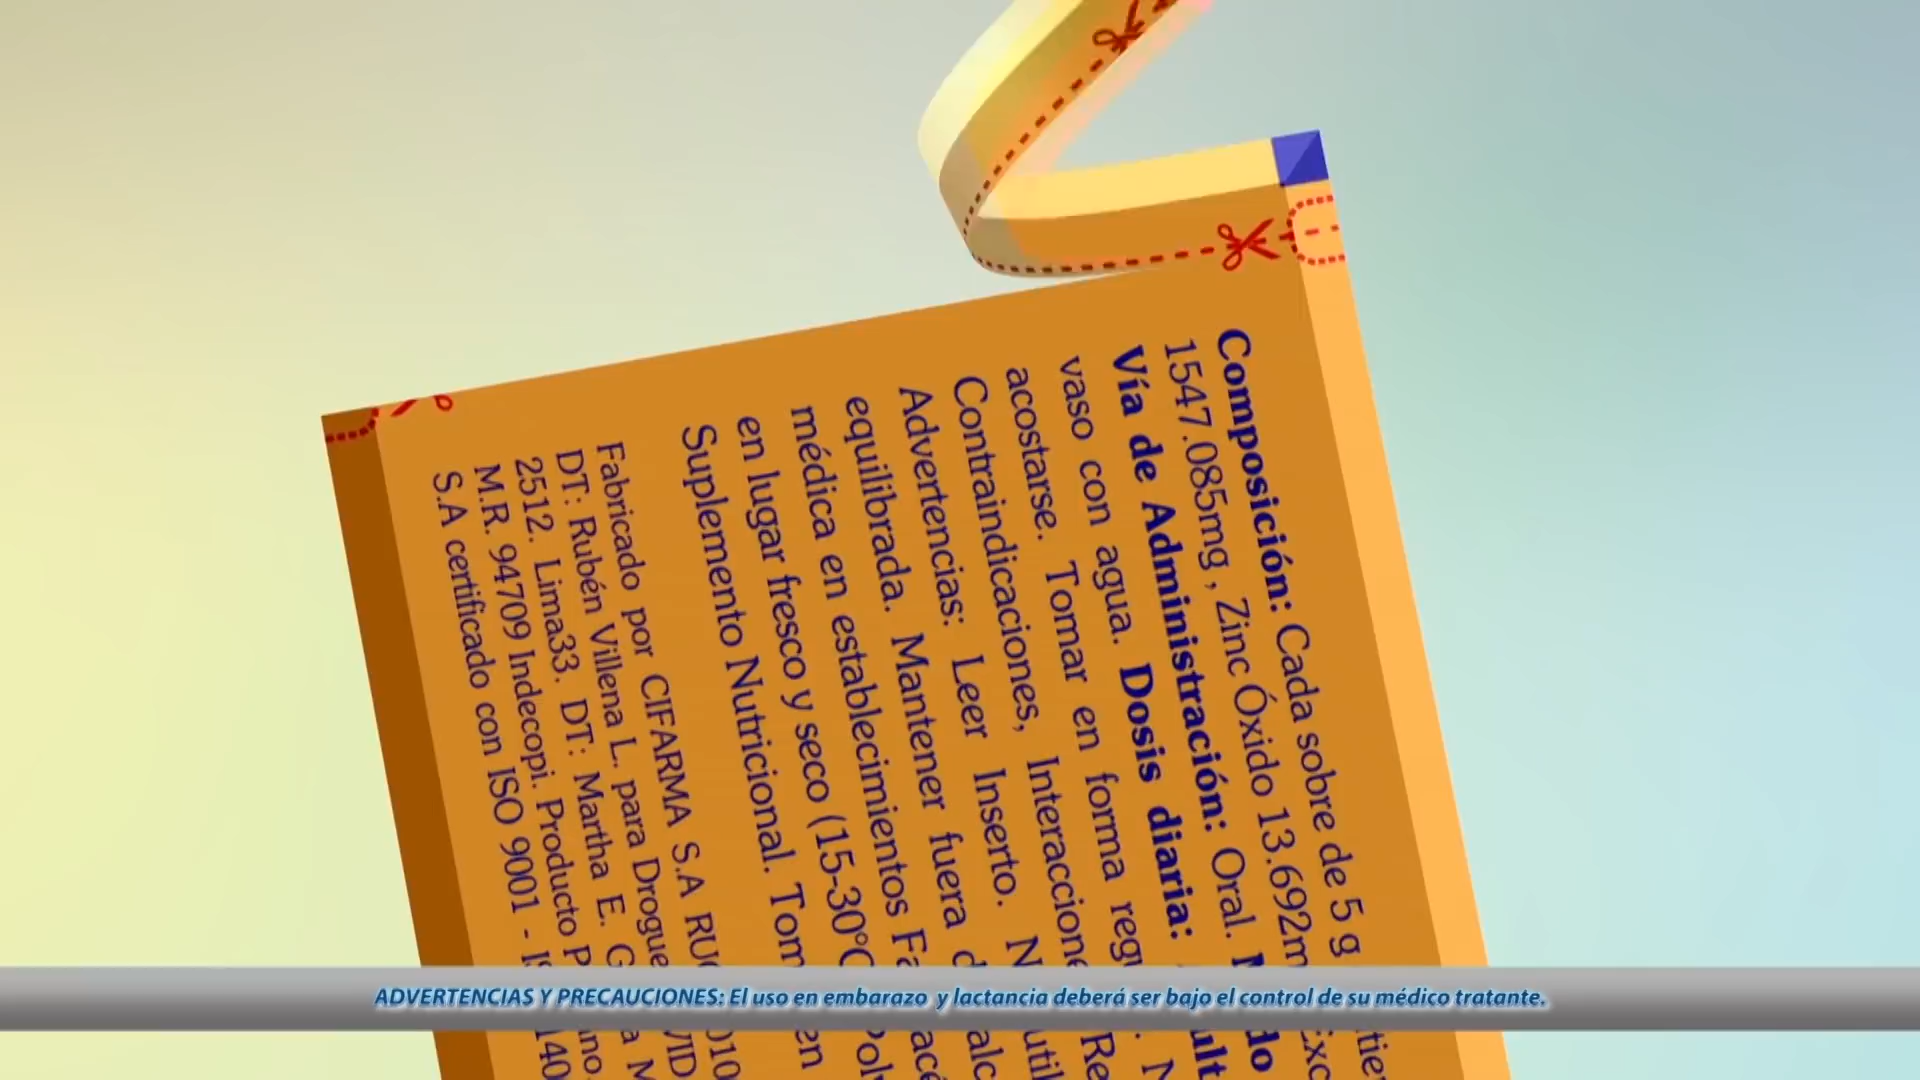 Composición: Cada sobre de 5 g
1547.085mg , Zinc Óxido 13.692m
Vía de Administración: Oral.
vaso con agua. Dosis diaria:
acostarse. Tomar en forma
Contraindicaciones,
Advertencias: Leer Inserto.
equilibrada. Mantener fuera
médica en establecimientos
en lugar fresco y seco (15-30°C
Suplemento Nutricional.
Fabricado por CIFARMA S.A
DT: Rubén Villena L. para
2512. Lima33. DT: Martha E.
M.R. 94709 Indecopi. Producto
S.A certificado con ISO 9001 -
ADVERTENCIAS Y PRECAUCIONES: El uso en embarazo y lactancia deberá ser bajo el control de su médico tratante.